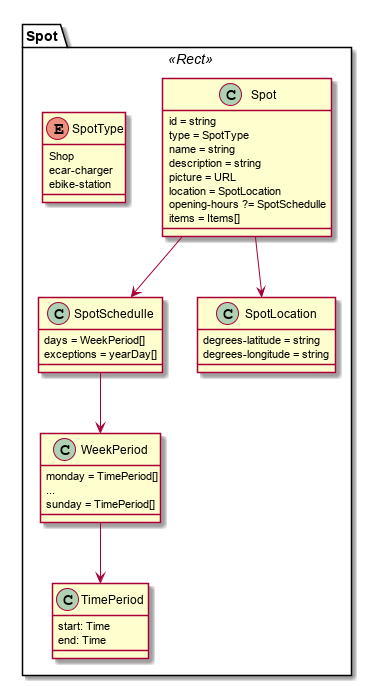 Spot
«Rect»
E SpotType
Shop
ecar-charger
ebike-station
C Spot
id = string
type = SpotType
name = string
description = string
picture = URL
location = SpotLocation
opening-hours ?= SpotSchedulle
items = Items[]
C SpotSchedulle
days = WeekPeriod[]
exceptions = yearDay[]
C SpotLocation
degrees-latitude = string
degrees-longitude = string
C WeekPeriod
monday = TimePeriod[]
...
sunday = TimePeriod[]
C TimePeriod
start: Time
end: Time